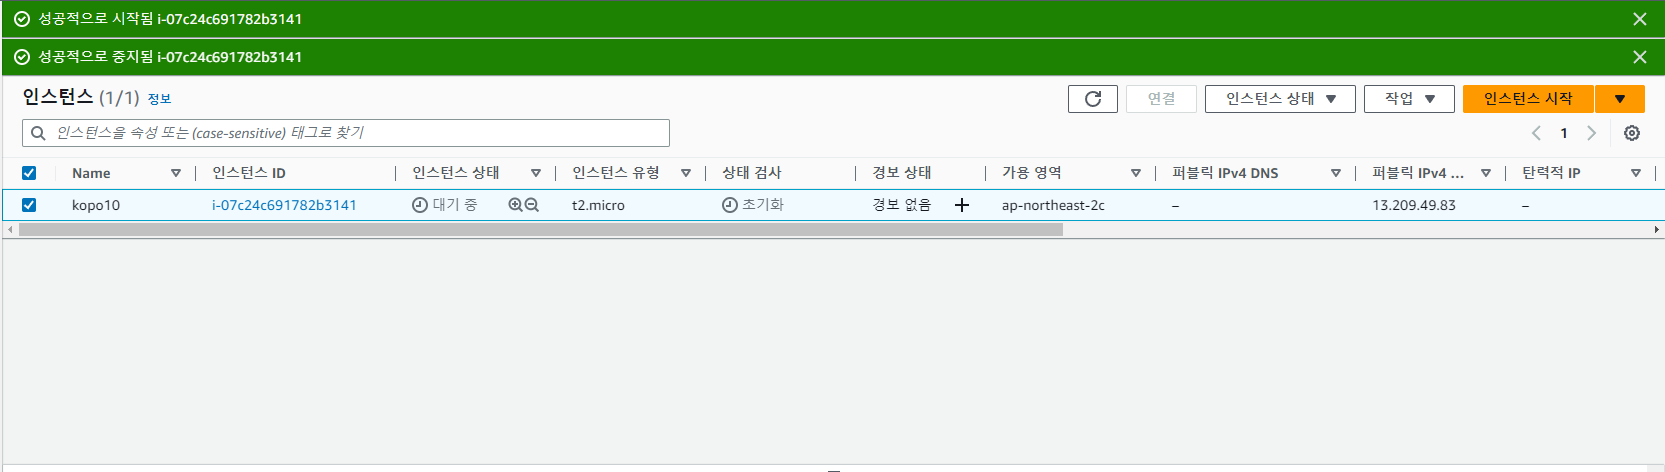 성공적으로 시작됨 i-07c24c691782b3141
성공적으로 중지됨 i-07c24c691782b3141
인스턴스 (1/1) 정보 연결 인스턴스 상태 작업 인스턴스 시작
인스턴스을 속성 또는 (case-sensitive) 태그로 찾기 1
Name 인스턴스 ID 인스턴스 상태 인스턴스 유형 상태 검사 경보 상태 가용 영역 퍼블릭 IPv4 DNS 퍼블릭 IPv4 ... 탄력적 IP
kopo10 i-07c24c691782b3141 대기 중 t2.micro 초기화 경보 없음 + ap-northeast-2c – 13.209.49.83 –